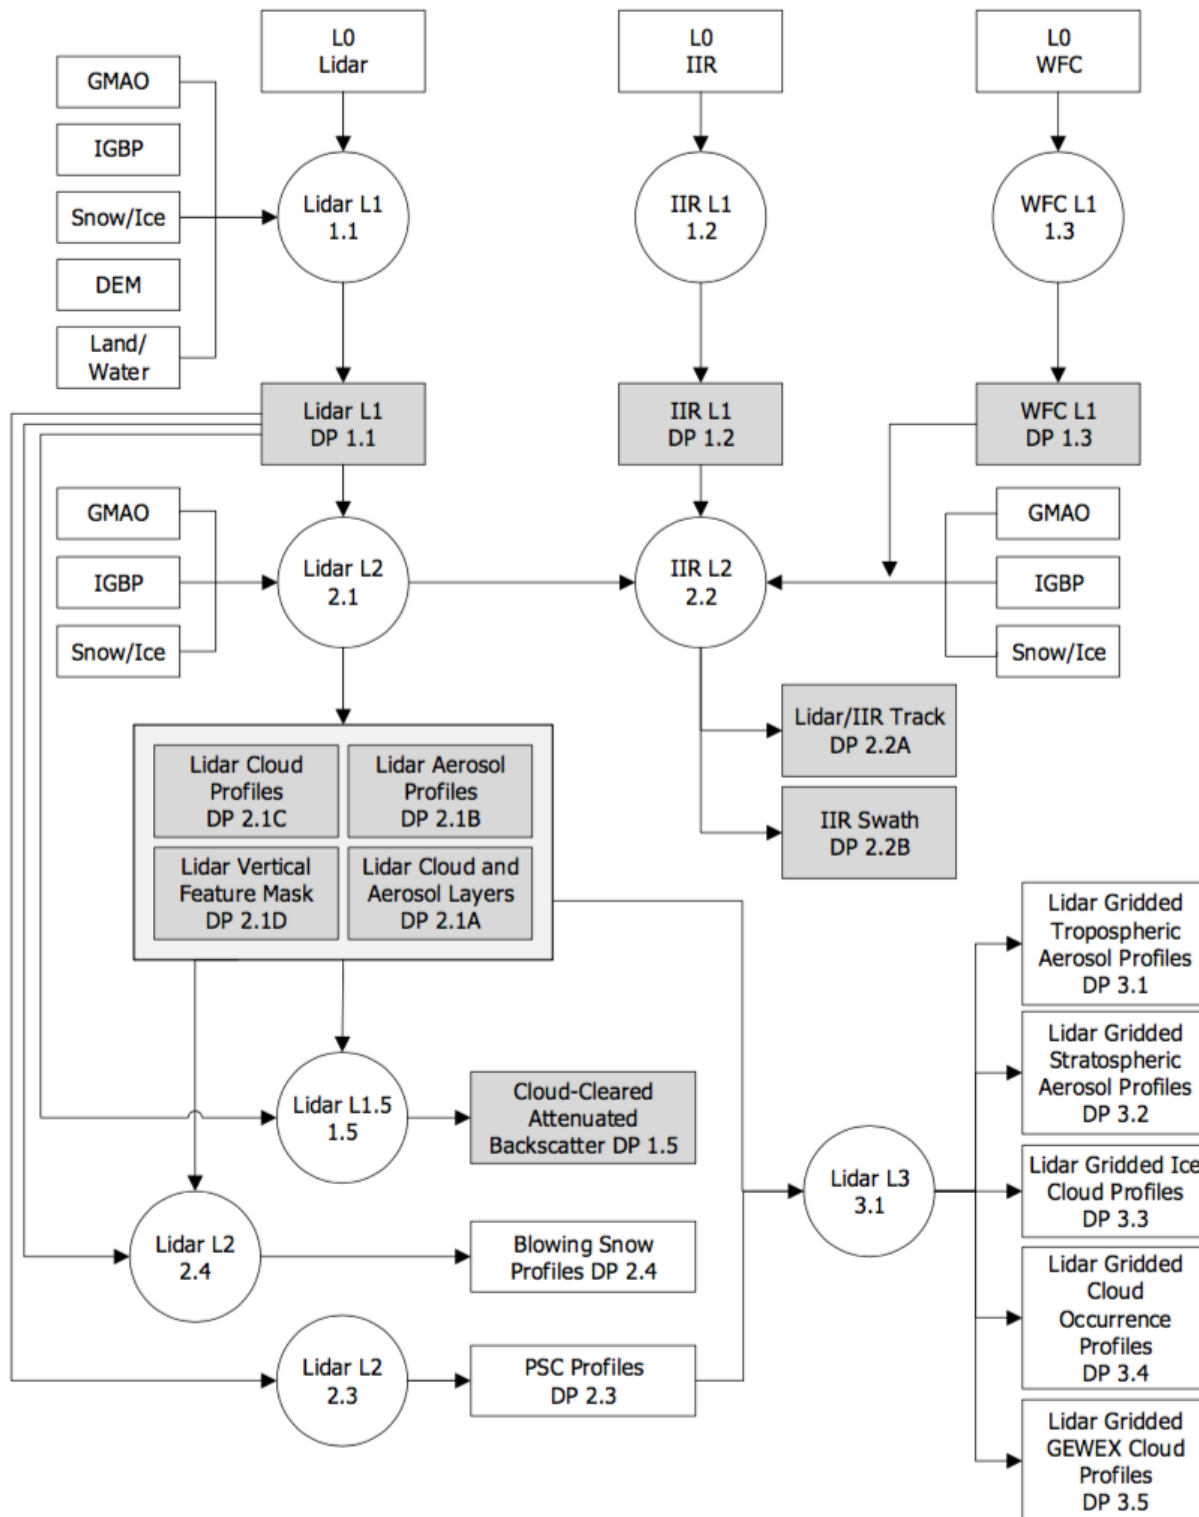 L0
Lidar
L0
IIR
L0
WFC
GMAO
IGBP
Snow/Ice
DEM
Land/
Water
Lidar L1
1.1
IIR L1
1.2
WFC L1
1.3
Lidar L1
DP 1.1
IIR L1
DP 1.2
WFC L1
DP 1.3
GMAO
IGBP
Snow/Ice
Lidar L2
2.1
IIR L2
2.2
GMAO
IGBP
Snow/Ice
Lidar/IIR Track
DP 2.2A
IIR Swath
DP 2.2B
Lidar Cloud
Profiles
DP 2.1C
Lidar Aerosol
Profiles
DP 2.1B
Lidar Vertical
Feature Mask
DP 2.1D
Lidar Cloud and
Aerosol Layers
DP 2.1A
Lidar L1.5
1.5
Cloud-Cleared
Attenuated
Backscatter DP 1.5
Lidar L2
2.4
Blowing Snow
Profiles DP 2.4
Lidar L2
2.3
PSC Profiles
DP 2.3
Lidar L3
3.1
Lidar Gridded
Tropospheric
Aerosol Profiles
DP 3.1
Lidar Gridded
Stratospheric
Aerosol Profiles
DP 3.2
Lidar Gridded Ice
Cloud Profiles
DP 3.3
Lidar Gridded
Cloud
Occurrence
Profiles
DP 3.4
Lidar Gridded
GEWEX Cloud
Profiles
DP 3.5